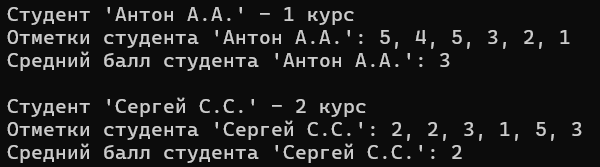 Студент 'Антон А.А.' - 1 курс
Отметки студента 'Антон А.А.': 5, 4, 5, 3, 2, 1
Средний балл студента 'Антон А.А.': 3
Студент 'Сергей С.С.' - 2 курс
Отметки студента 'Сергей С.С.': 2, 2, 3, 1, 5, 3
Средний балл студента 'Сергей С.С.': 2